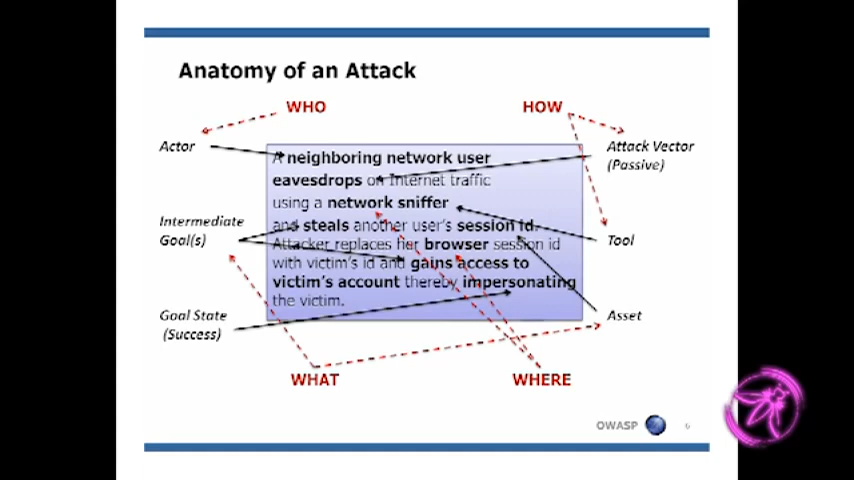 Anatomy of an Attack
WHO
HOW
Actor
Attack Vector
(Passive)
A neighboring network user
eavesdrops on Internet traffic
using a network sniffer
and steals another user's session id.
Attacker replaces her browser session id
with victim's id and gains access to
victim's account thereby impersonating
the victim.
Intermediate
Goal(s)
Tool
Goal State
(Success)
Asset
WHAT
WHERE
OWASP
6